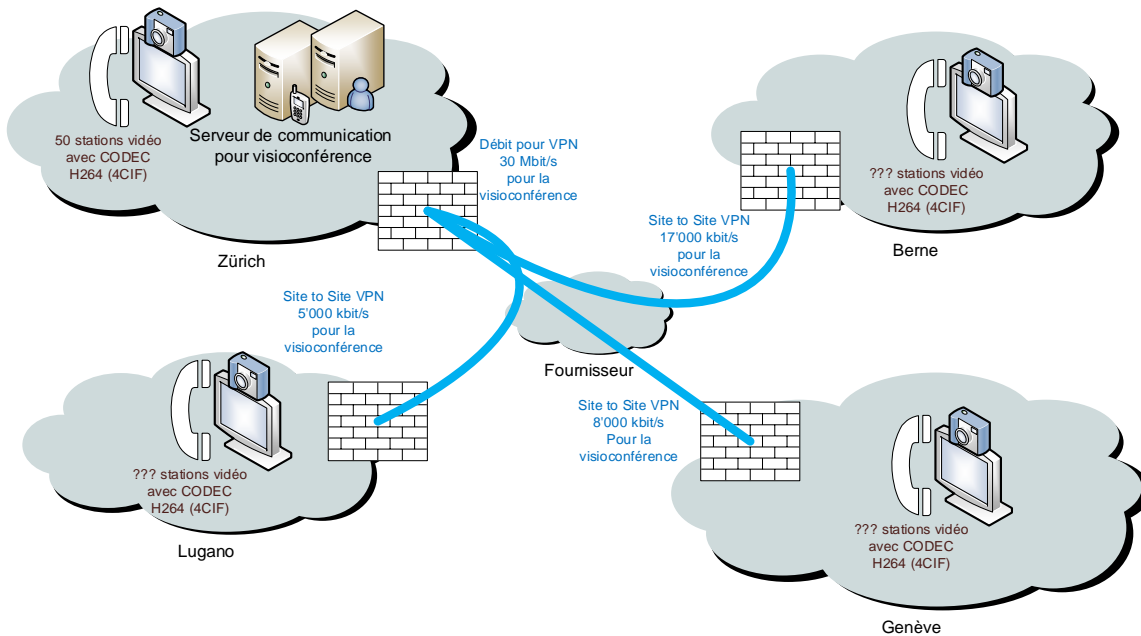 50 stations vidéo
avec CODEC
H264 (4CIF)
Serveur de communication
pour visioconférence
Débit pour VPN
30 Mbit/s
pour la
visioconférence
Zürich
??? stations vidéo
avec CODEC
H264 (4CIF)
Berne
Site to Site VPN
17'000 kbit/s
pour la
visioconférence
Site to Site VPN
5'000 kbit/s
pour la
visioconférence
Fournisseur
Site to Site VPN
8'000 kbit/s
Pour la
visioconférence
??? stations vidéo
avec CODEC
H264 (4CIF)
Lugano
??? stations vidéo
avec CODEC
H264 (4CIF)
Genève